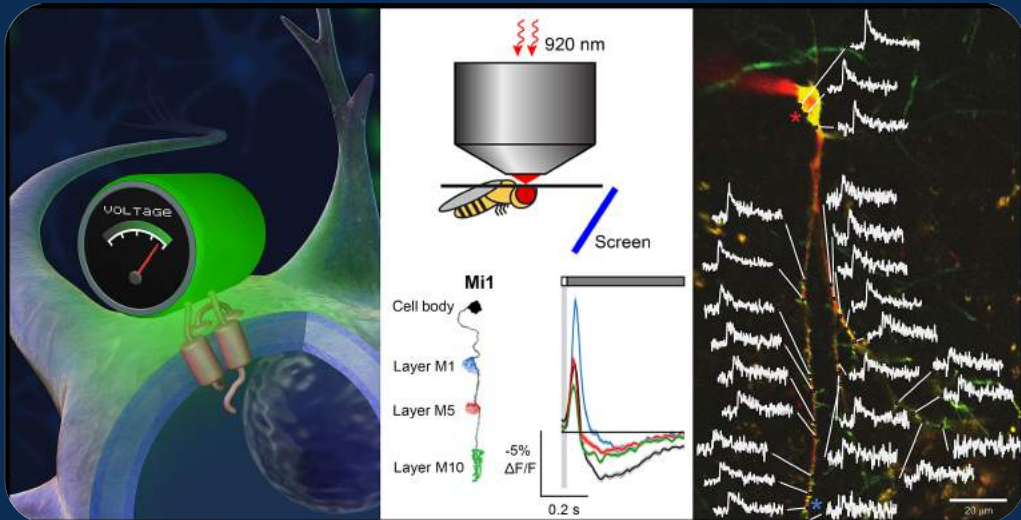 VOLTAGE
920 nm
Screen
Mi1
Cell body
Layer M1
Layer M5
Layer M10
-5%
ΔF/F
0.2 s
*
*
20 µm